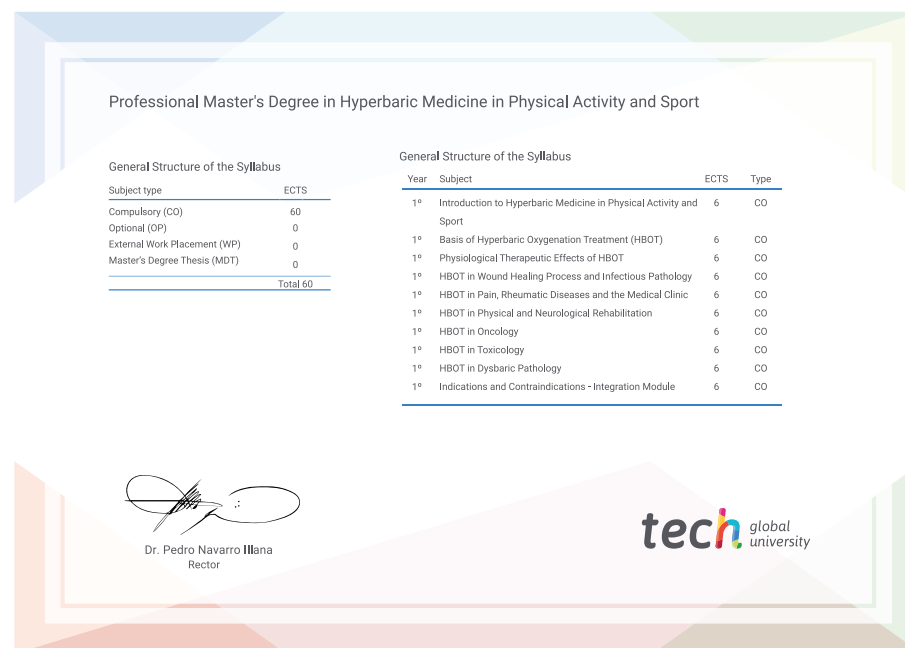 Professional Master's Degree in Hyperbaric Medicine in Physical Activity and Sport
General Structure of the Syllabus
Subject type ECTS
Compulsory (CO) 60
Optional (OP) 0
External Work Placement (WP) 0
Master's Degree Thesis (MDT) 0
Total 60
General Structure of the Syllabus
Year Subject ECTS Type
1º Introduction to Hyperbaric Medicine in Physical Activity and 6 CO
Sport
1º Basis of Hyperbaric Oxygenation Treatment (HBOT) 6 CO
1º Physiological Therapeutic Effects of HBOT 6 CO
1º HBOT in Wound Healing Process and Infectious Pathology 6 CO
1º HBOT in Pain, Rheumatic Diseases and the Medical Clinic 6 CO
1º HBOT in Physical and Neurological Rehabilitation 6 CO
1º HBOT in Oncology 6 CO
1º HBOT in Toxicology 6 CO
1º HBOT in Dysbaric Pathology 6 CO
1º Indications and Contraindications - Integration Module 6 CO
Dr. Pedro Navarro Illana
Rector
tech global
university